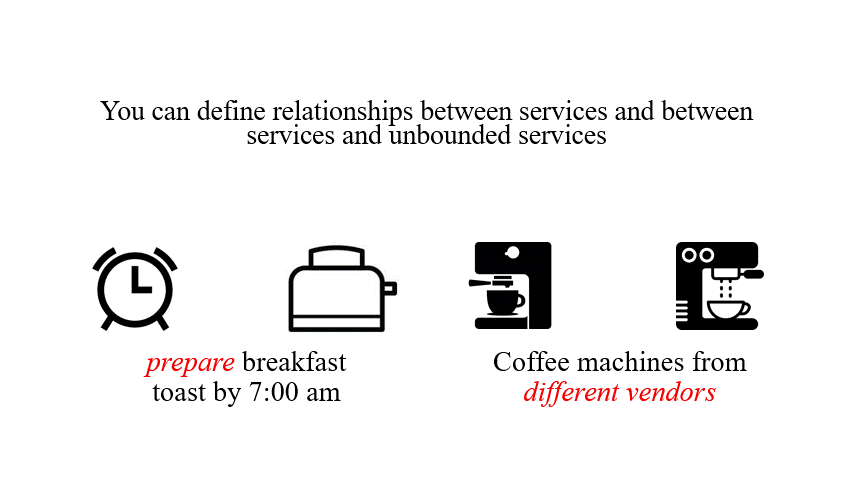 You can define relationships between services and between
services and unbounded services
prepare breakfast
toast by 7:00 am
Coffee machines from
different vendors